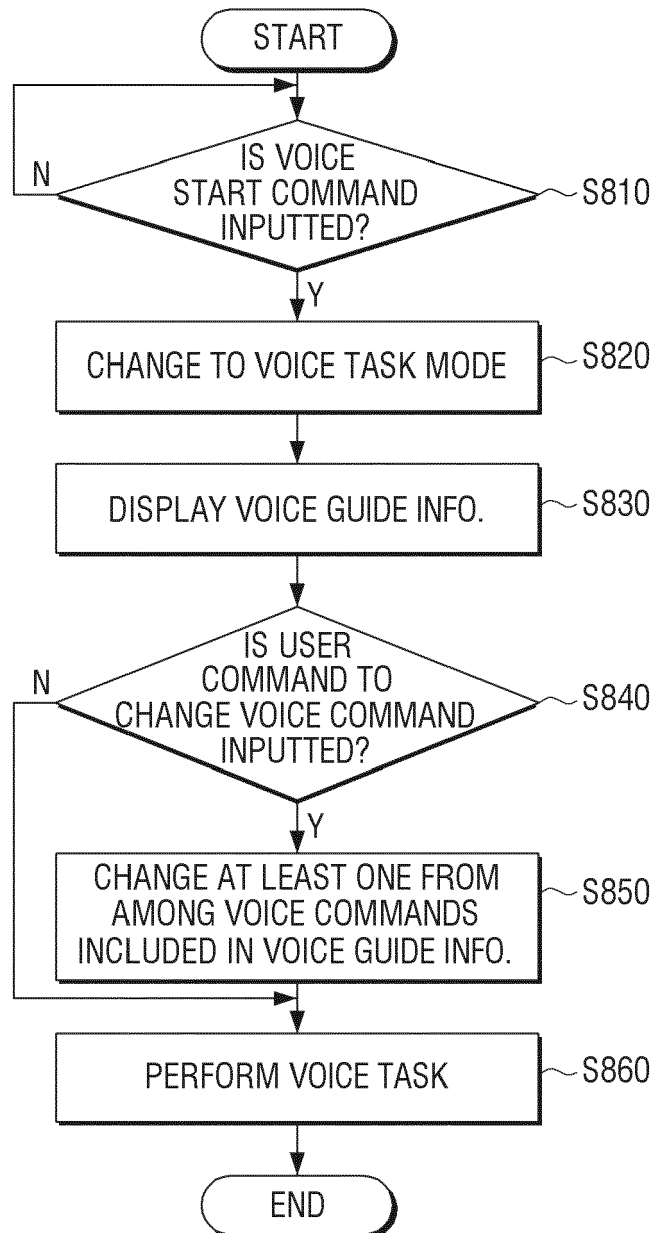 START
IS VOICE
START COMMAND
INPUTTED?
N
S810
Y
CHANGE TO VOICE TASK MODE
S820
DISPLAY VOICE GUIDE INFO.
S830
IS USER
COMMAND TO
CHANGE VOICE COMMAND
INPUTTED?
N
S840
Y
CHANGE AT LEAST ONE FROM
AMONG VOICE COMMANDS
INCLUDED IN VOICE GUIDE INFO.
S850
PERFORM VOICE TASK
S860
END